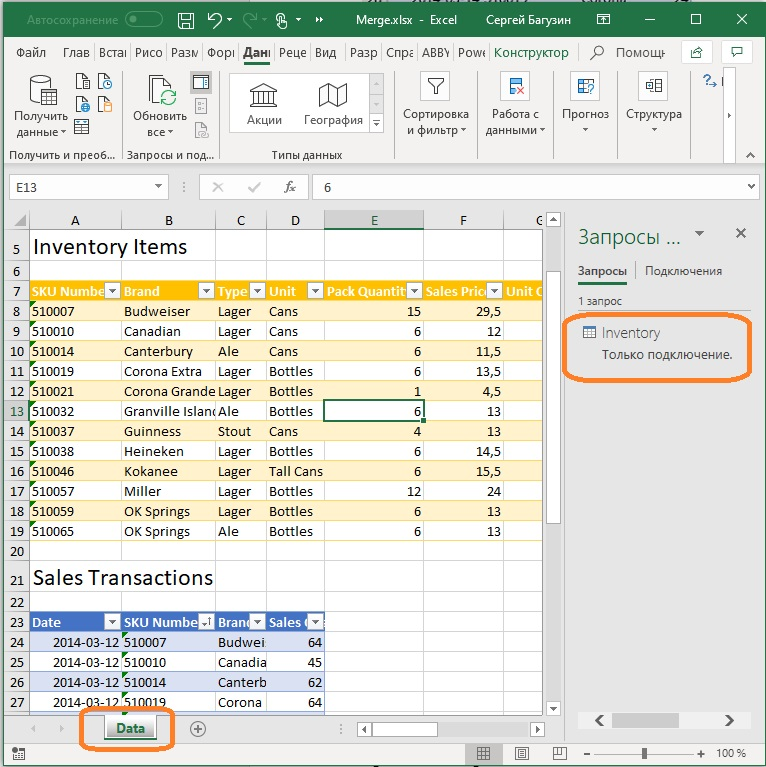 Автосохранение Merge.xlsx - Excel Сергей Багузин
Файл Глав Встав Рисо Разм Форм Дан Реце Вид Раз Спра ABBY Powe Конструктор Помощн
Получить данные Обновить все Акции География Сортировка и фильтр Работа с данными Прогноз Структура
Получить и преоб... Запросы и под... Типы данных
E13 fx 6
A B C D E F G
5 Inventory Items
6
7 SKU Numbe Brand Type Unit Pack Quantit Sales Pric Unit C
8 510007 Budweiser Lager Cans 15 29,5
9 510010 Canadian Lager Cans 6 12
10 510014 Canterbury Ale Cans 6 11,5
11 510019 Corona Extra Lager Bottles 6 13,5
12 510021 Corona Grande Lager Bottles 1 4,5
13 510032 Granville Island Ale Bottles 6 13
14 510037 Guinness Stout Cans 4 13
15 510038 Heineken Lager Bottles 6 14,5
16 510046 Kokanee Lager Tall Cans 6 15,5
17 510057 Miller Lager Bottles 12 24
18 510059 OK Springs Lager Bottles 6 13
19 510065 OK Springs Ale Bottles 6 13
20
21 Sales Transactions
22
23 Date SKU Numbe Bran Sales
24 2014-03-12 510007 Budwei 64
25 2014-03-12 510010 Canadia 45
26 2014-03-12 510014 Canterb 62
27 2014-03-12 510019 Corona 64
Data
100 %
Запросы ...
Запросы Подключения
1 запрос
Inventory
Только подключение.